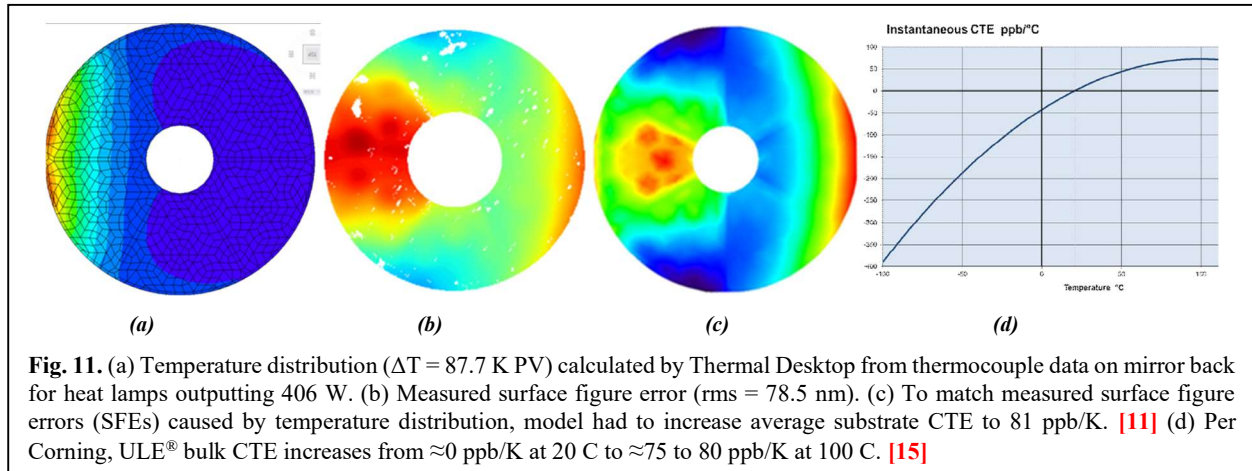 Instantaneous CTE ppb/°C
100
50
0
-50
-100
-150
-200
-250
-300
-350
-400
-100
-50
0
50
100
Temperature °C
(a)
(b)
(c)
(d)
Fig. 11. (a) Temperature distribution (ΔT = 87.7 K PV) calculated by Thermal Desktop from thermocouple data on mirror back
for heat lamps outputting 406 W. (b) Measured surface figure error (rms = 78.5 nm). (c) To match measured surface figure
errors (SFEs) caused by temperature distribution, model had to increase average substrate CTE to 81 ppb/K. [11] (d) Per
Corning, ULE® bulk CTE increases from ≈0 ppb/K at 20 C to ≈75 to 80 ppb/K at 100 C. [15]